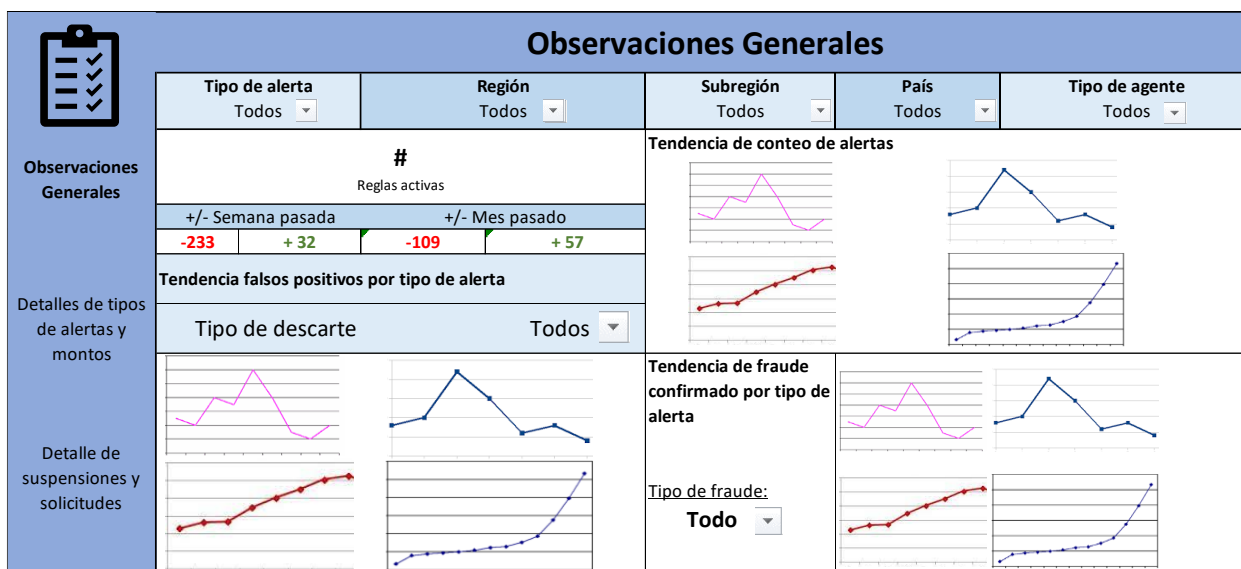 Observaciones Generales
Tipo de alerta
Todos
Región
Todos
Subregión
Todos
País
Todos
Tipo de agente
Todos
Observaciones
Generales
Detalles de tipos
de alertas y
montos
Detalle de
suspensiones y
solicitudes
#
Reglas activas
+/- Semana pasada
+/- Mes pasado
-233
+ 32
-109
+ 57
Tendencia falsos positivos por tipo de alerta
Tipo de descarte
Todos
Tendencia de conteo de alertas
Tendencia de fraude
confirmado por tipo de
alerta
Tipo de fraude:
Todo